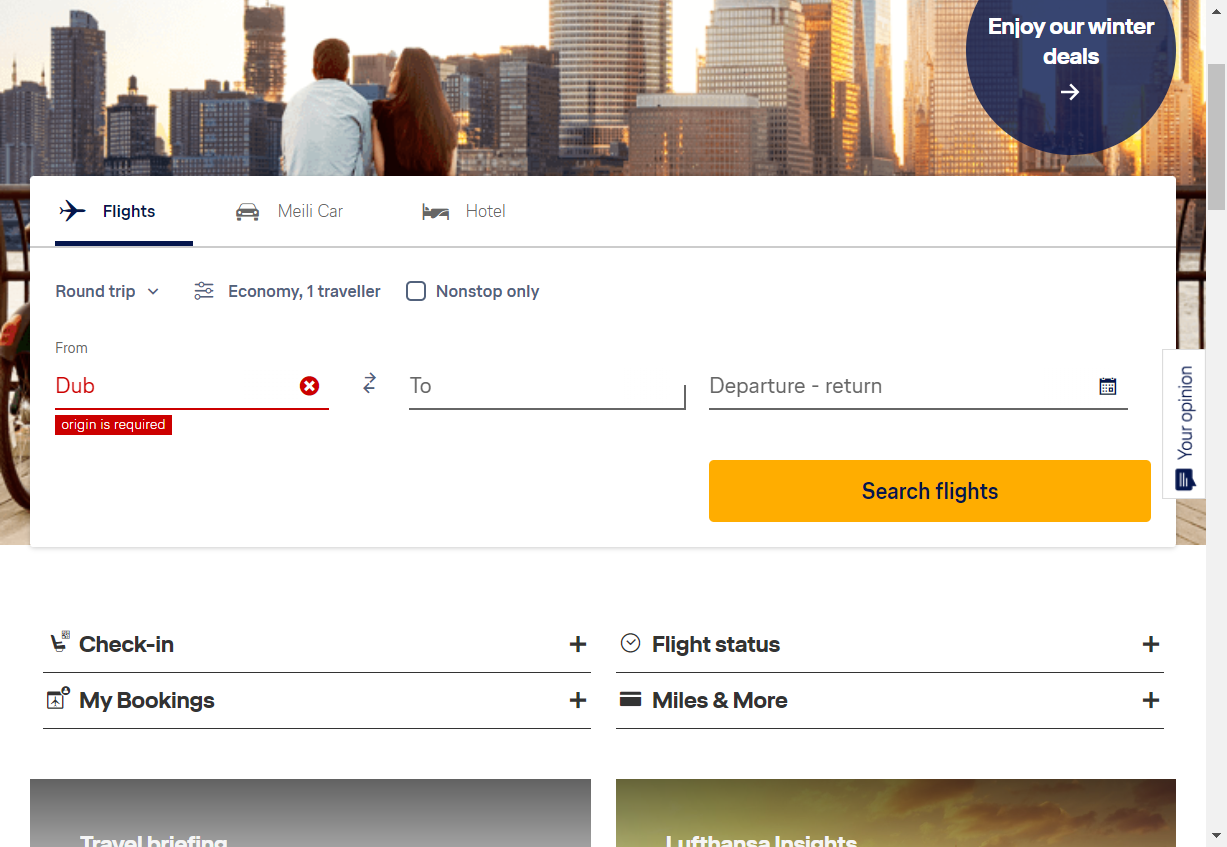 Enjoy our winter
deals
Flights
Meili Car
Hotel
Round trip
Economy, 1 traveller
Nonstop only
From
Dub
To
Departure - return
origin is required
Search flights
Your opinion
Check-in
Flight status
My Bookings
Miles & More
Travel briefing
Lufthansa Insights